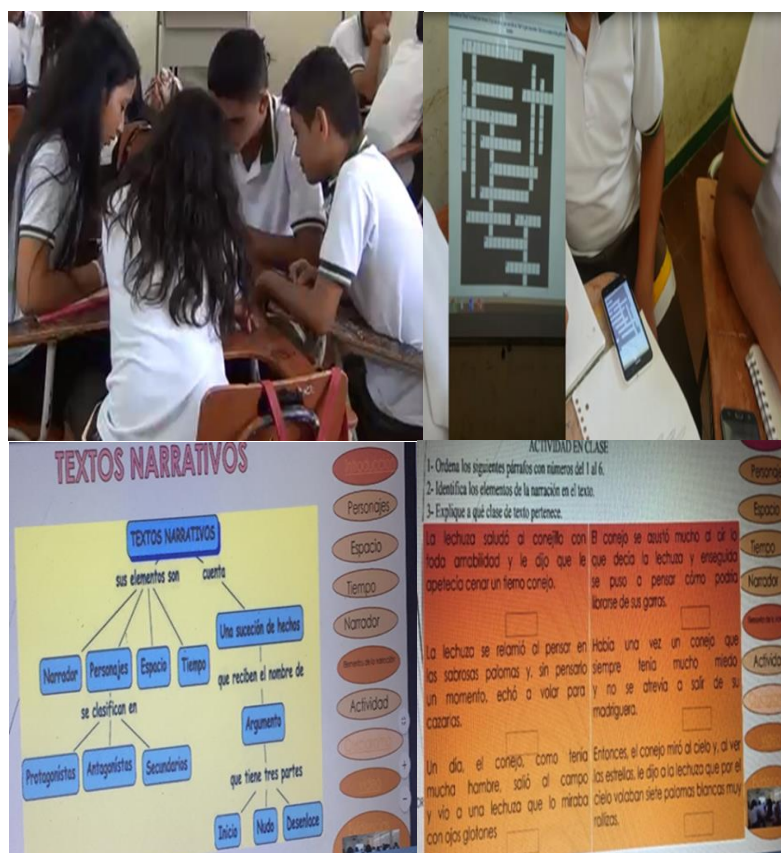 TEXTOS NARRATIVOS
TEXTOS NARRATIVOS
sus elementos son
cuenta
Una suceción de hechos
Narrador
Personajes
Espacio
Tiempo
que reciben el nombre de
se clasifican en
Argumento
Protagonistas
Antagonistas
Secundarios
que tiene tres partes
Inicio
Nudo
Desenlace
Personajes
Espacio
Tiempo
Narrador
Actividad
ACTIVIDAD EN CLASE
1- Ordena los siguientes párrafos con números del 1 al 6.
2- Identifica los elementos de la narración en el texto.
3- Explique a qué clase de texto pertenece.
La lechuza saludó al conejillo con
toda amabilidad y le dijo que le
apetecía cenar un tierno conejo.
El conejo se asustó mucho al oír lo
que decía la lechuza y enseguida
se puso a pensar cómo podría
librarse de sus garras.
La lechuza se relamió al pensar en
las sabrosas palomas y, sin pensarlo
un momento, echó a volar para
cazarlas.
Había una vez un conejo que
siempre tenía mucho miedo
y no se atrevía a salir de su
madriguera.
Un día, el conejo, como tenía
mucha hambre, salió al campo
y vio a una lechuza que lo miraba
con ojos glotones
Entonces, el conejo miró al cielo y, al ver
las estrellas, le dijo a la lechuza que por el
cielo volaban siete palomas blancas muy
rollizas.
Espacio
Tiempo
Narrador